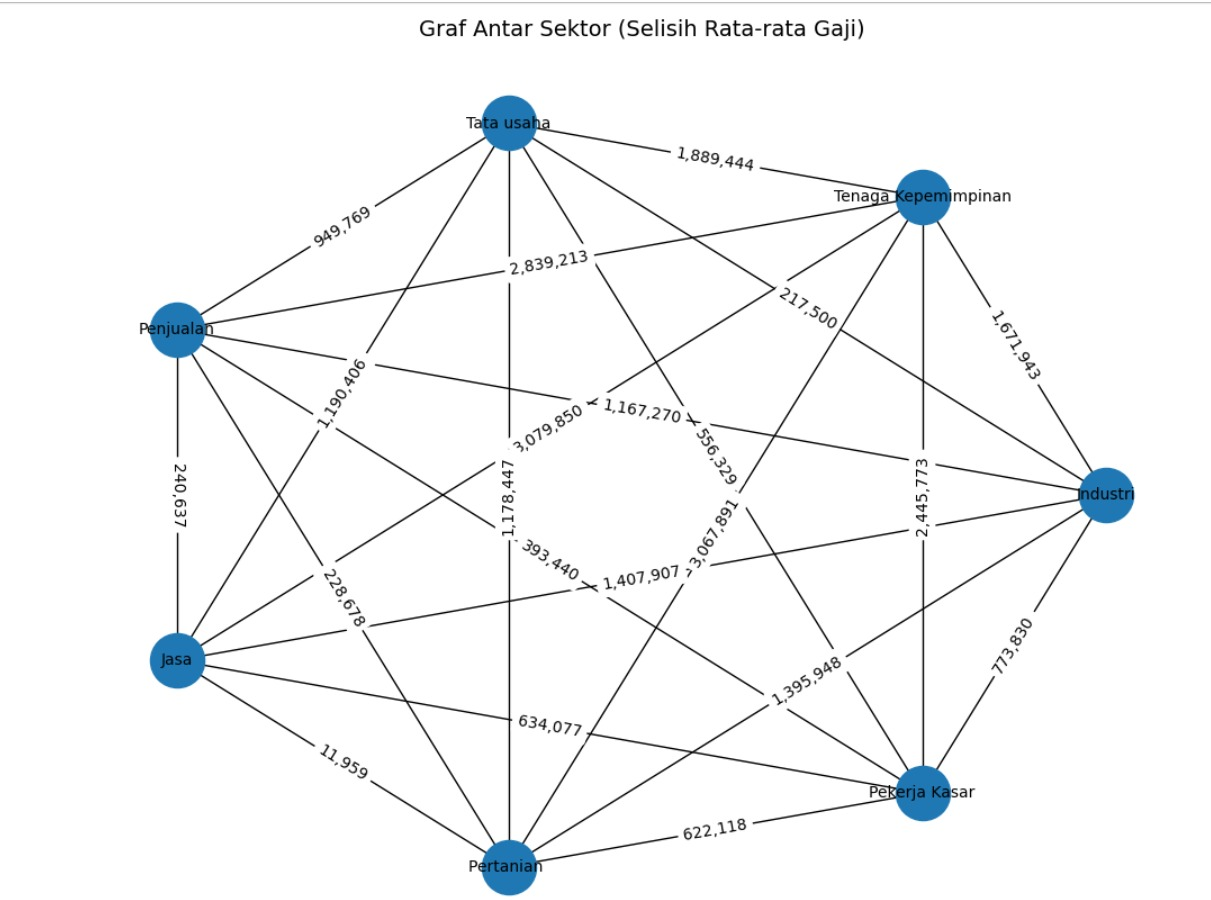 Graf Antar Sektor (Selisih Rata-rata Gaji)
Tata usaha
1,889,444
Tenaga Kepemimpinan
949,769
2,839,213
217,500
Penjualan
1,671,943
1,190,406
1,167,270
3,079,850
556,329
240,637
1,178,447
2,445,773
Industri
3,067,891
393,440
1,407,907
228,678
773,830
Jasa
1,395,948
634,077
11,959
Pekerja Kasar
622,118
Pertanian